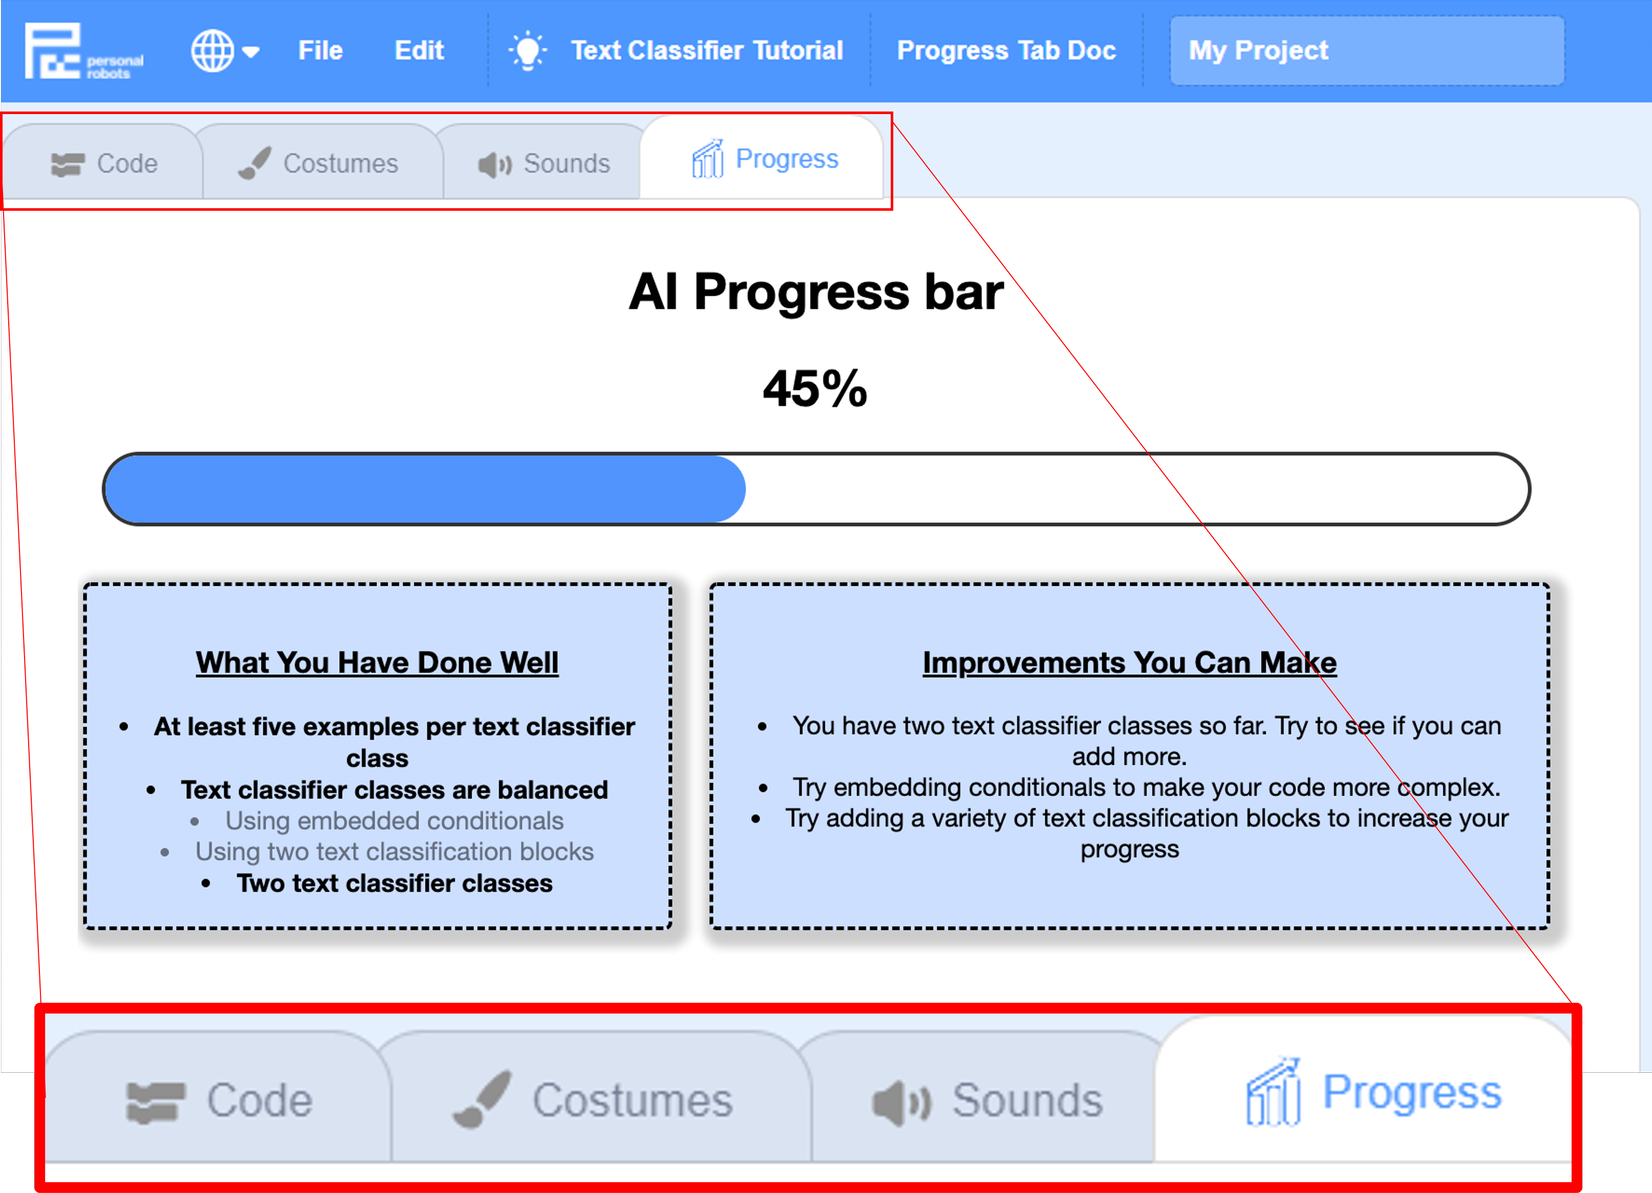 personal
robots
File
Edit
Text Classifier Tutorial
Progress Tab Doc
My Project
Code
Costumes
Sounds
Progress
AI Progress bar
45%
What You Have Done Well
• At least five examples per text classifier
class
• Text classifier classes are balanced
• Using embedded conditionals
• Using two text classification blocks
• Two text classifier classes
Improvements You Can Make
• You have two text classifier classes so far. Try to see if you can
add more.
• Try embedding conditionals to make your code more complex.
• Try adding a variety of text classification blocks to increase your
progress
Code
Costumes
Sounds
Progress